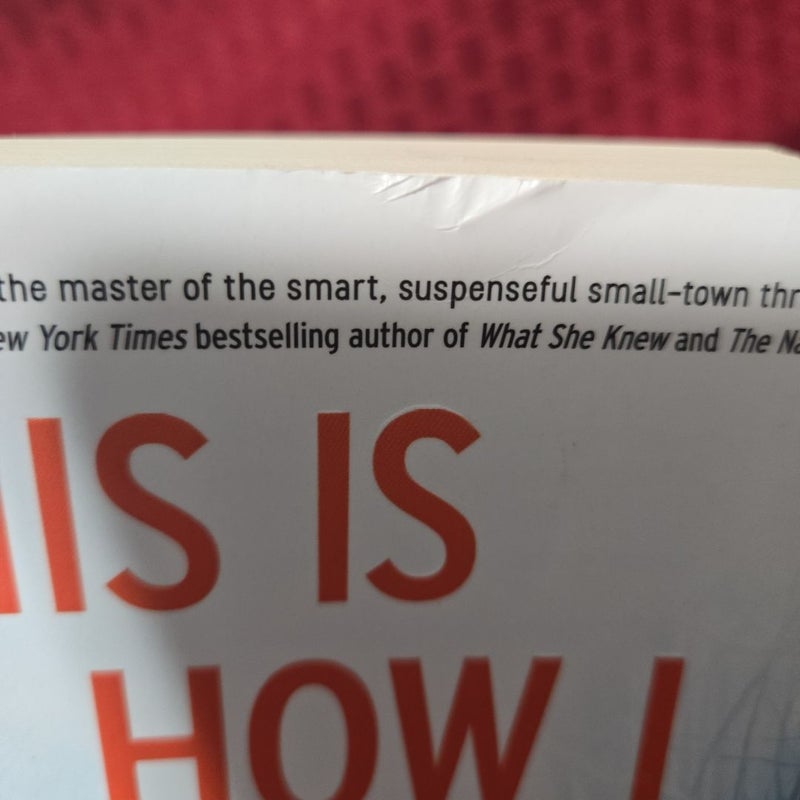 the master of the smart, suspenseful small-town thr
ew York Times bestselling author of What She Knew and The Na
HIS IS
HOW I